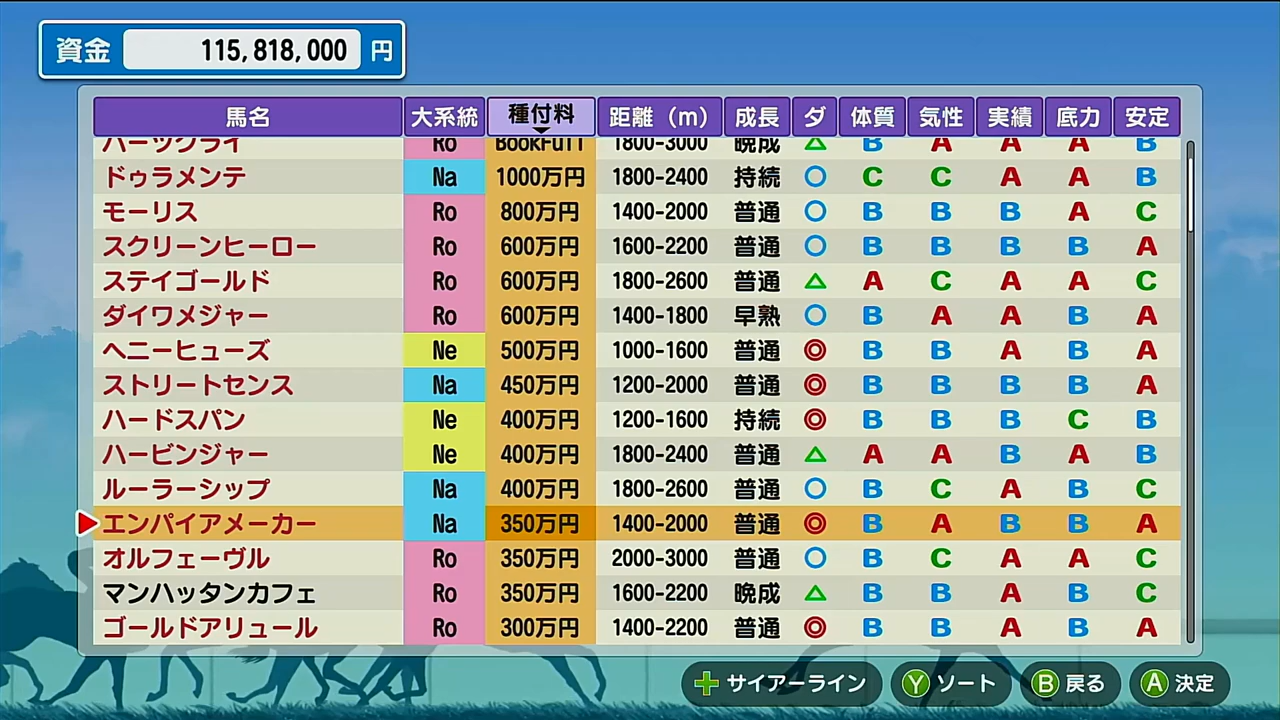 資金 115,818,000 円
馬名 大系統 種付料 距離（m） 成長 ダ 体質 気性 実績 底力 安定
ハーツクライ Ro BookFull 1800-3000 晩成 △ B A A A B
ドゥラメンテ Na 1000万円 1800-2400 持続 ○ C C A A B
モーリス Ro 800万円 1400-2000 普通 ○ B B B A C
スクリーンヒーロー Ro 600万円 1600-2200 普通 ○ B B B B A
ステイゴールド Ro 600万円 1800-2600 普通 △ A C A A C
ダイワメジャー Ro 600万円 1400-1800 早熟 ○ B A A B A
ヘニーヒューズ Ne 500万円 1000-1600 普通 ◎ B B A B A
ストリートセンス Na 450万円 1200-2000 普通 ◎ B B B B A
ハードスパン Ne 400万円 1200-1600 持続 ◎ B B B C B
ハービンジャー Ne 400万円 1800-2400 普通 △ A A B A B
ルーラーシップ Na 400万円 1800-2600 普通 ○ B C A B C
エンパイアメーカー Na 350万円 1400-2000 普通 ◎ B A B B A
オルフェーヴル Ro 350万円 2000-3000 普通 ○ B C A A C
マンハッタンカフェ Ro 350万円 1600-2200 晩成 △ B B A B C
ゴールドアリュール Ro 300万円 1400-2200 普通 ◎ B B A B A
サイアーライン Y ソート B 戻る A 決定